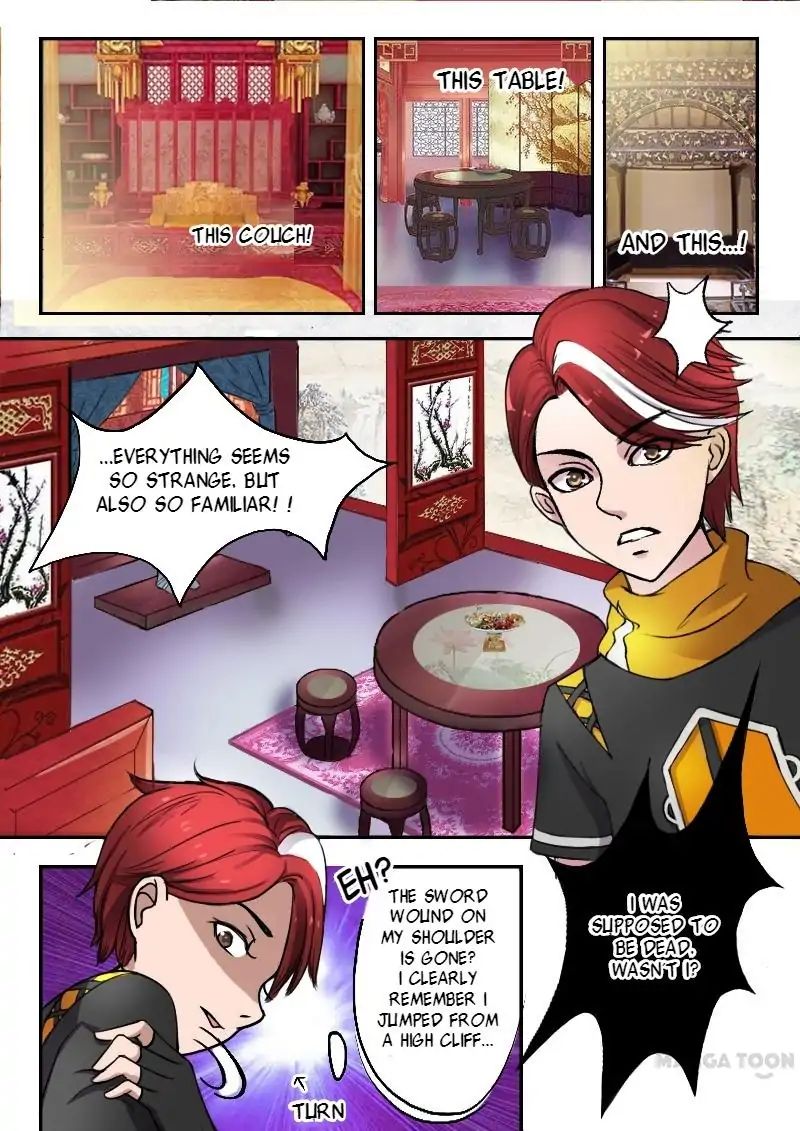 THIS COUCH!
THIS TABLE!
AND THIS...!
...EVERYTHING SEEMS
SO STRANGE. BUT
ALSO SO FAMILIAR! !
I WAS
SUPPOSED TO
BE DEAD.
WASN'T I?
EH?
THE SWORD
WOUND ON
MY SHOULDER
IS GONE?
I CLEARLY
REMEMBER I
JUMPED FROM
A HIGH CLIFF...
TURN
MANGA TOON